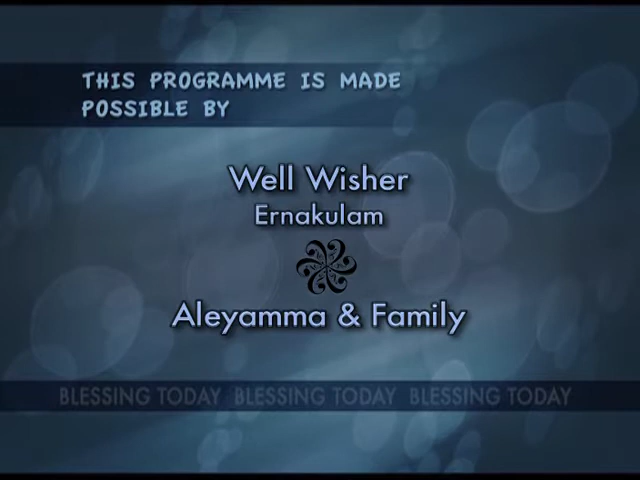 THIS PROGRAMME IS MADE
POSSIBLE BY
Well Wisher
Ernakulam
Aleyamma & Family
BLESSING TODAY BLESSING TODAY BLESSING TODAY